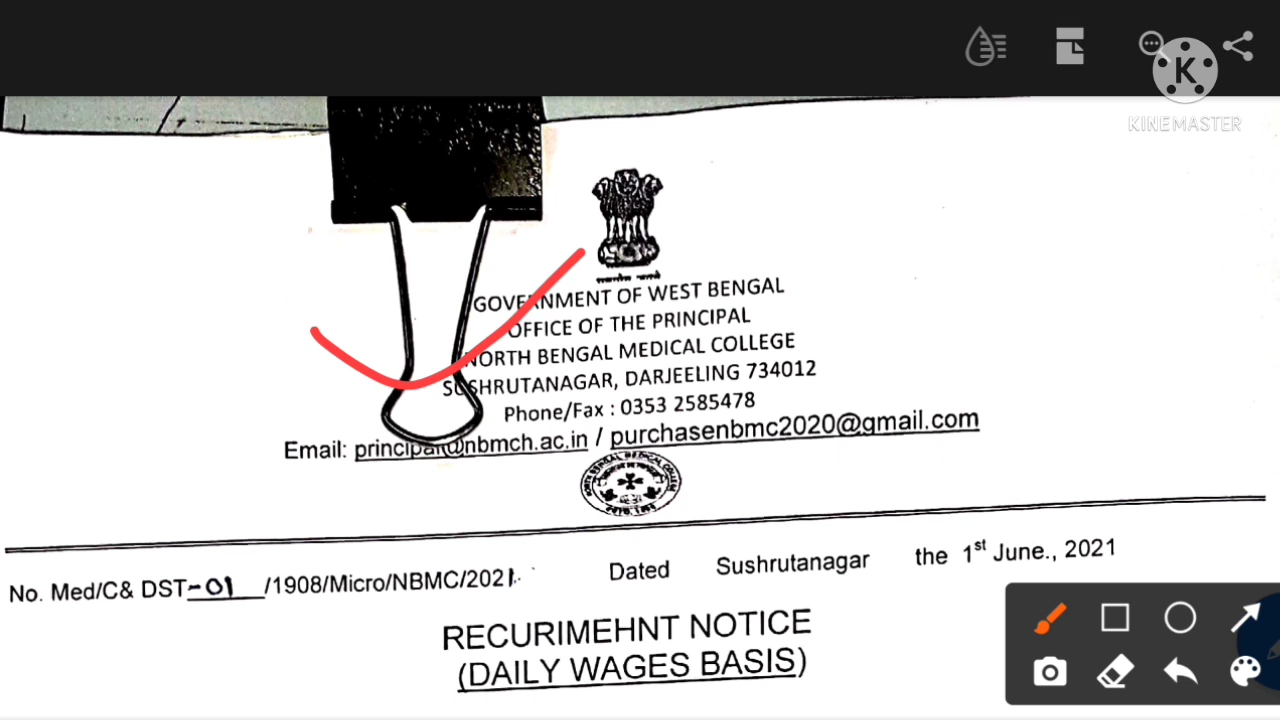 K
KINEMASTER
GOVERNMENT OF WEST BENGAL
OFFICE OF THE PRINCIPAL
NORTH BENGAL MEDICAL COLLEGE
SUSHRUTANAGAR, DARJEELING 734012
Phone/Fax : 0353 2585478
Email: principal@nbmch.ac.in / purchasenbmc2020@gmail.com
No. Med/C& DST-01 /1908/Micro/NBMC/2021. Dated Sushrutanagar the 1st June., 2021
RECURIMEHNT NOTICE
(DAILY WAGES BASIS)